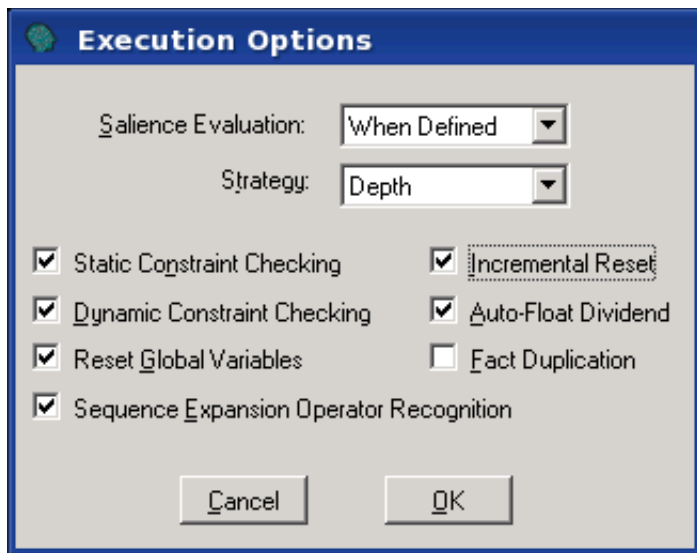 Execution Options
Salience Evaluation: When Defined
Strategy: Depth
Static Constraint Checking Incremental Reset
Dynamic Constraint Checking Auto-Float Dividend
Reset Global Variables Fact Duplication
Sequence Expansion Operator Recognition
Cancel OK